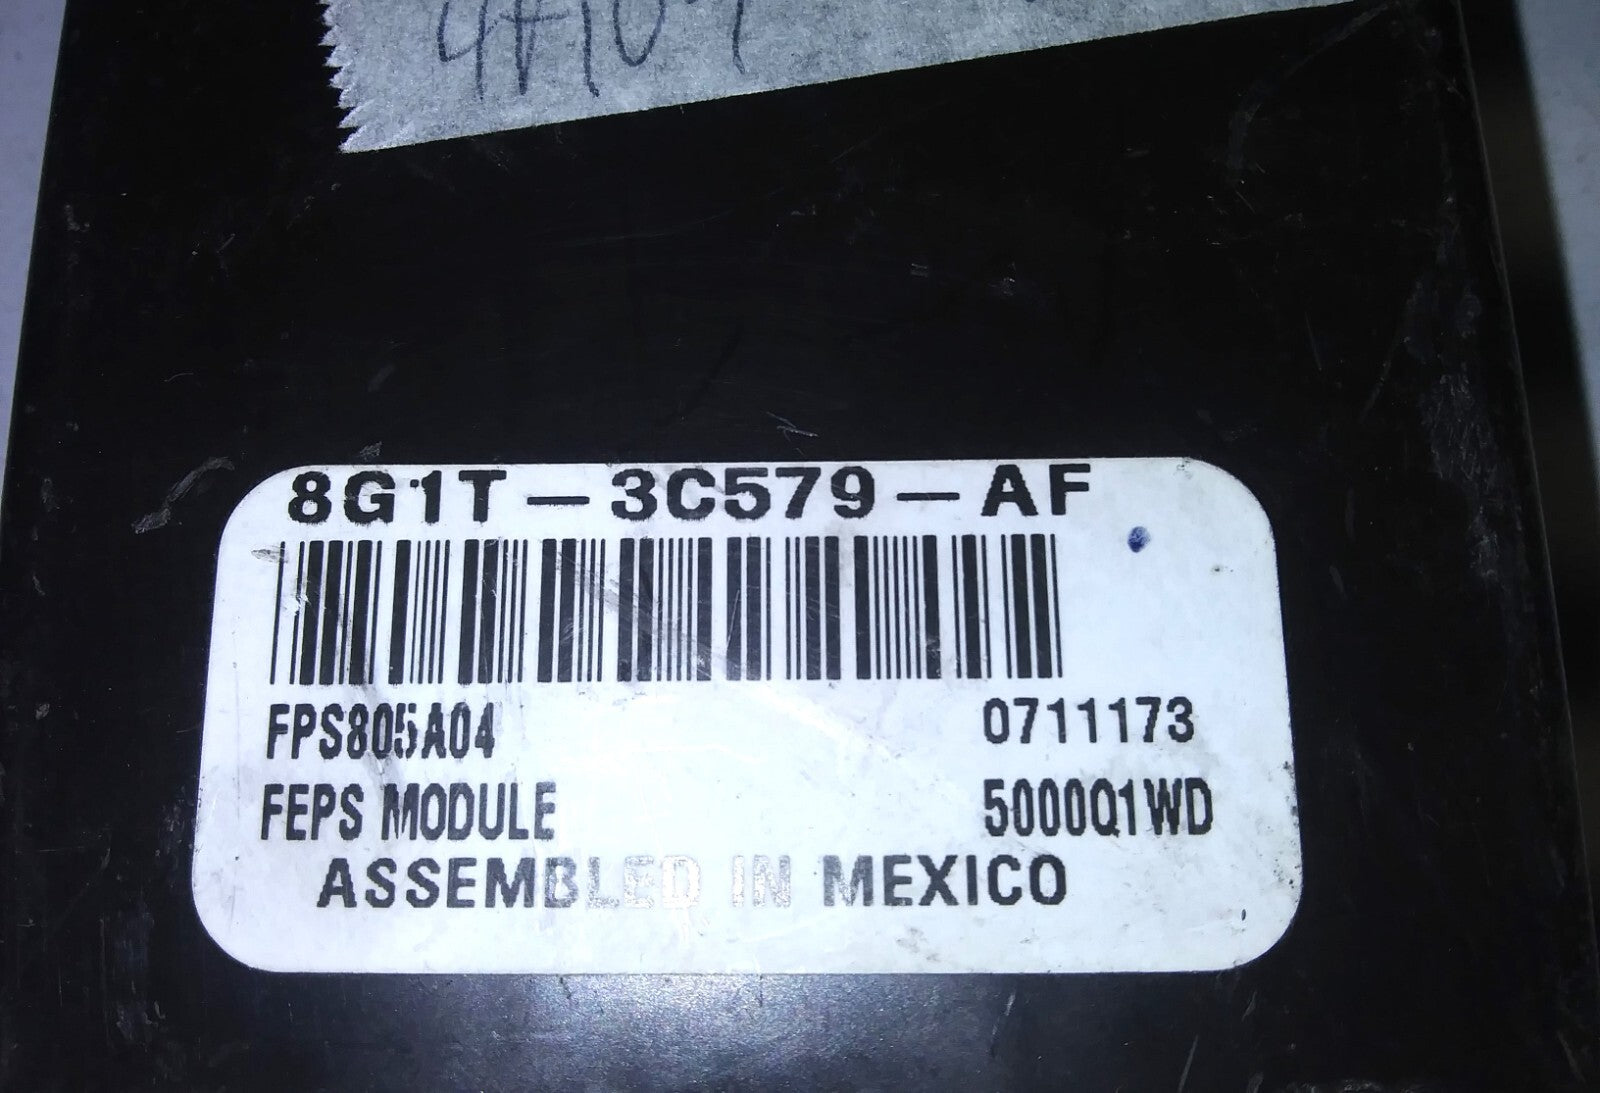 8G1T-3C579-AF
FPS805A04 0711173
FEPS MODULE 5000Q1WD
ASSEMBLED IN MEXICO